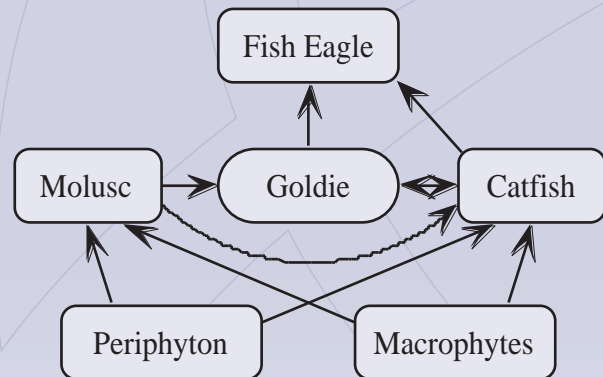 Fish Eagle
Molusc
Goldie
Catfish
Periphyton
Macrophytes